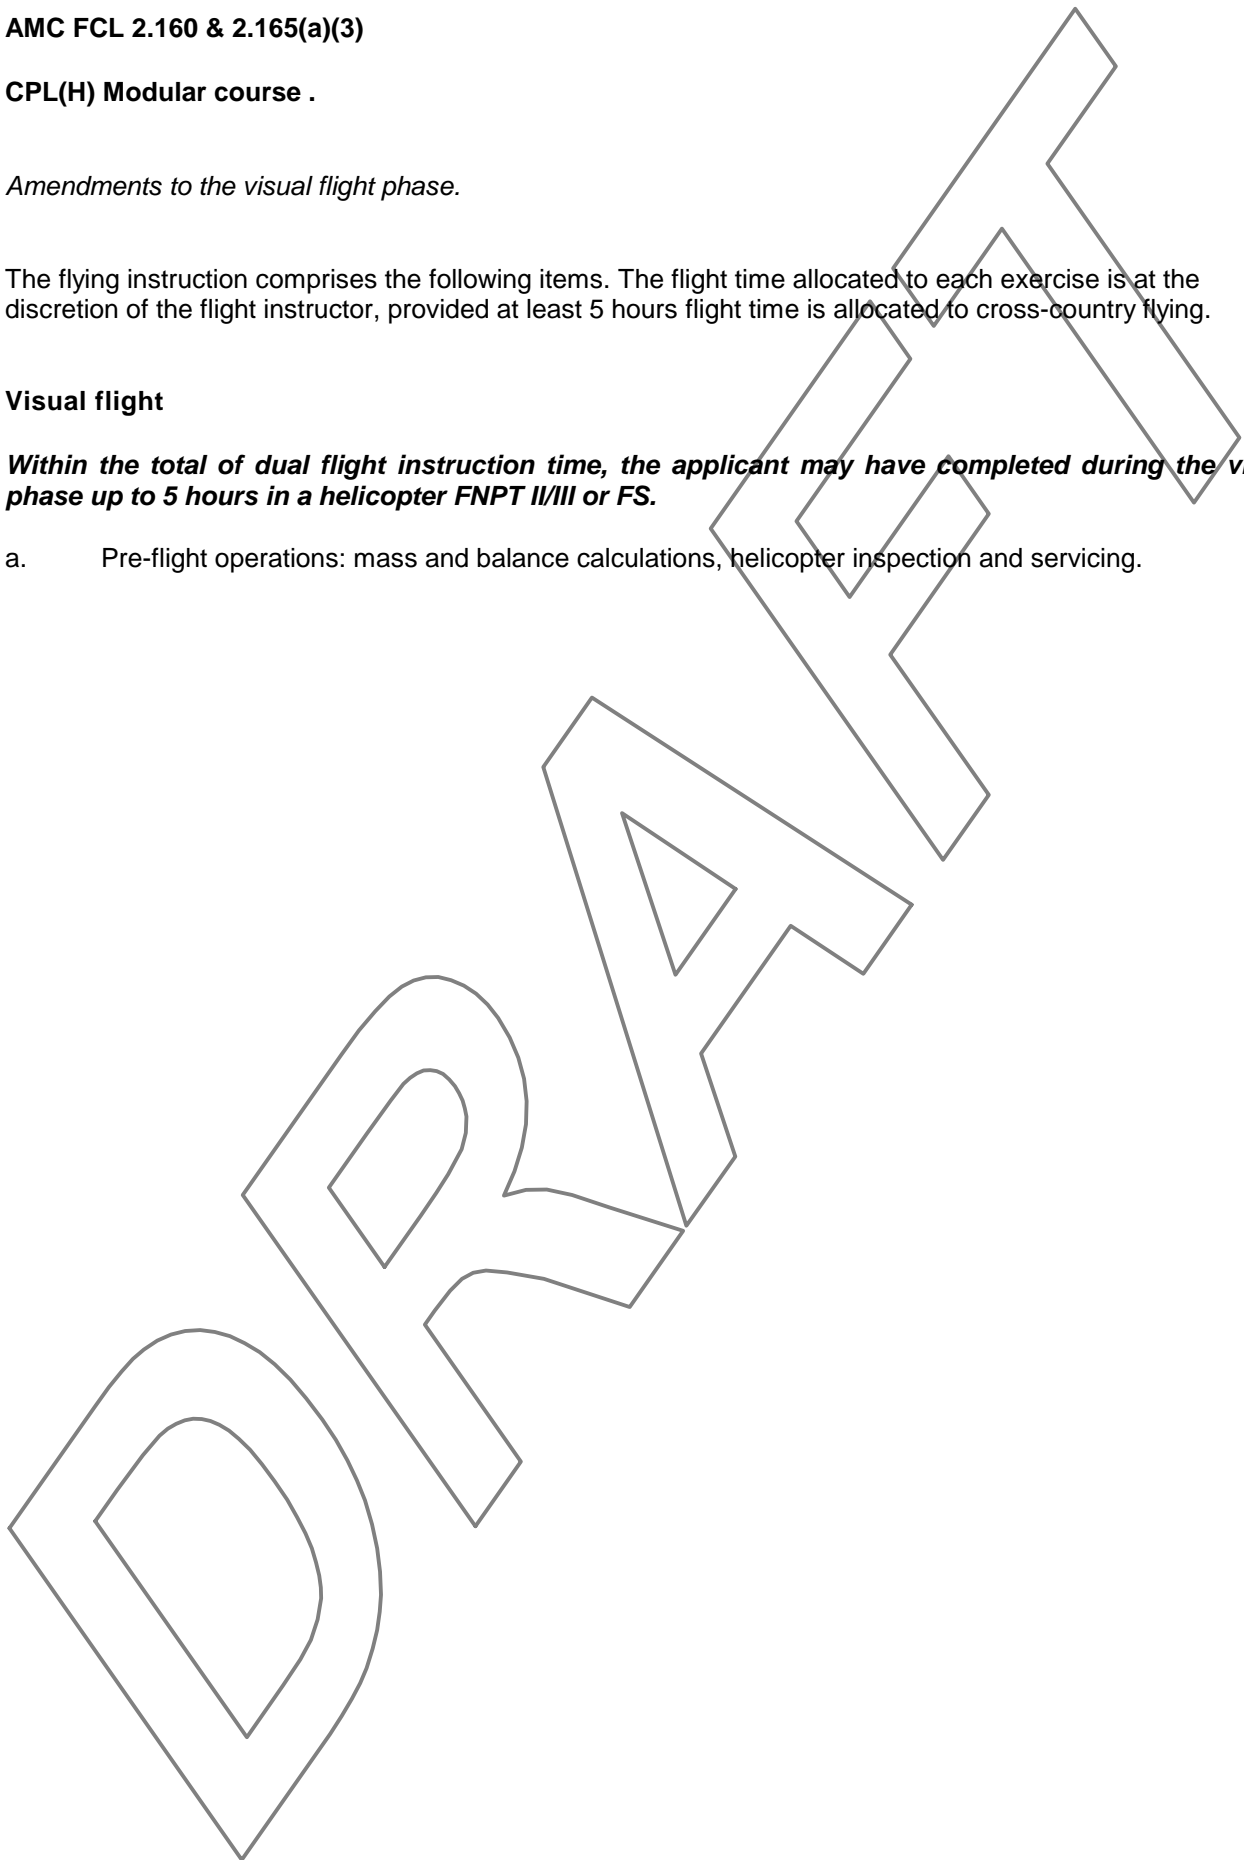 AMC FCL 2.160 & 2.165(a)(3)
CPL(H) Modular course .
Amendments to the visual flight phase.
The flying instruction comprises the following items. The flight time allocated to each exercise is at the
discretion of the flight instructor, provided at least 5 hours flight time is allocated to cross-country flying.
Visual flight
Within the total of dual flight instruction time, the applicant may have completed during the
phase up to 5 hours in a helicopter FNPT II/III or FS.
a. Pre-flight operations: mass and balance calculations, helicopter inspection and servicing.
DRAFT